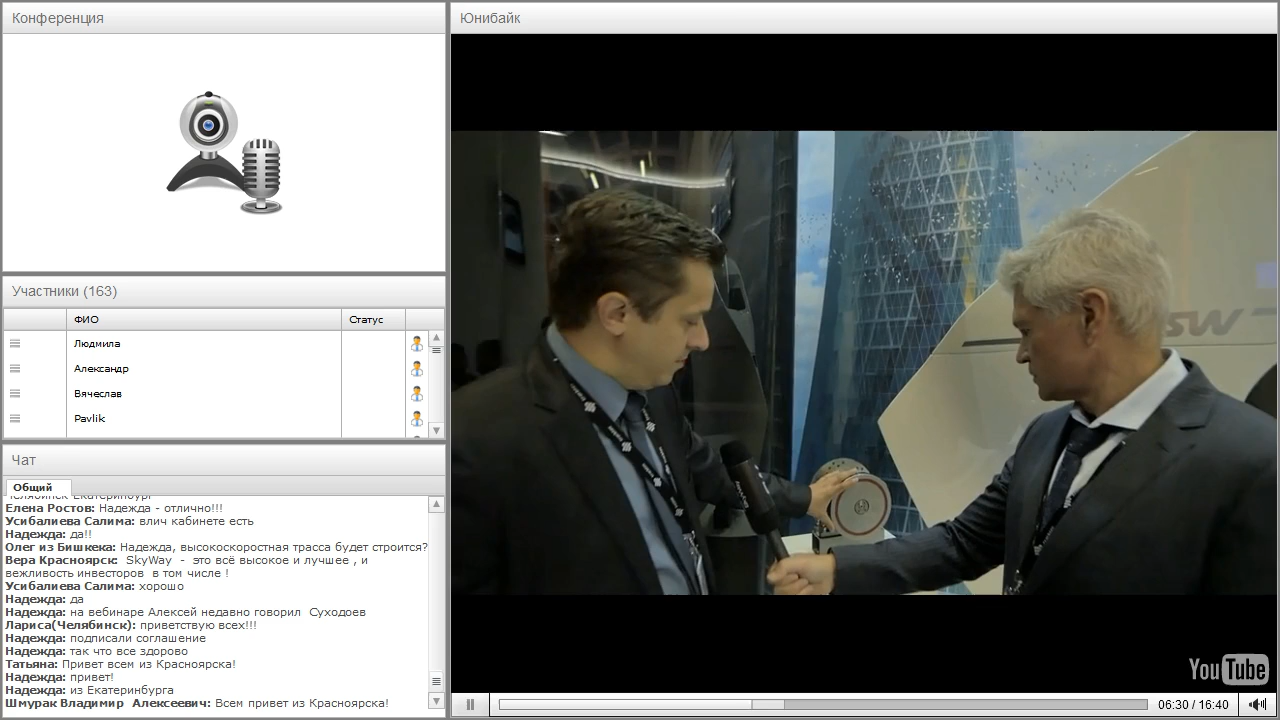 Конференция
Юнибайк
Участники (163)
ФИО
Статус
Людмила
Александр
Вячеслав
Pavlik
Чат
Общий
Челябинск Екатеринбург
Елена Ростов: Надежда - отлично!!!
Усибалиева Салима: влич кабинете есть
Надежда: да!!
Олег из Бишкека: Надежда, высокоскоростная трасса будет строится?
Вера Красноярск: SkyWay - это всё высокое и лучшее , и
вежливость инвесторов в том числе !
Усибалиева Салима: хорошо
Надежда: да
Надежда: на вебинаре Алексей недавно говорил Суходоев
Лариса(Челябинск): приветствую всех!!!
Надежда: подписали соглашение
Надежда: так что все здорово
Татьяна: Привет всем из Красноярска!
Надежда: привет!
Надежда: из Екатеринбурга
Шмурак Владимир Алексевич: Всем привет из Красноярска!
SW
YouTube
06:30 / 16:40